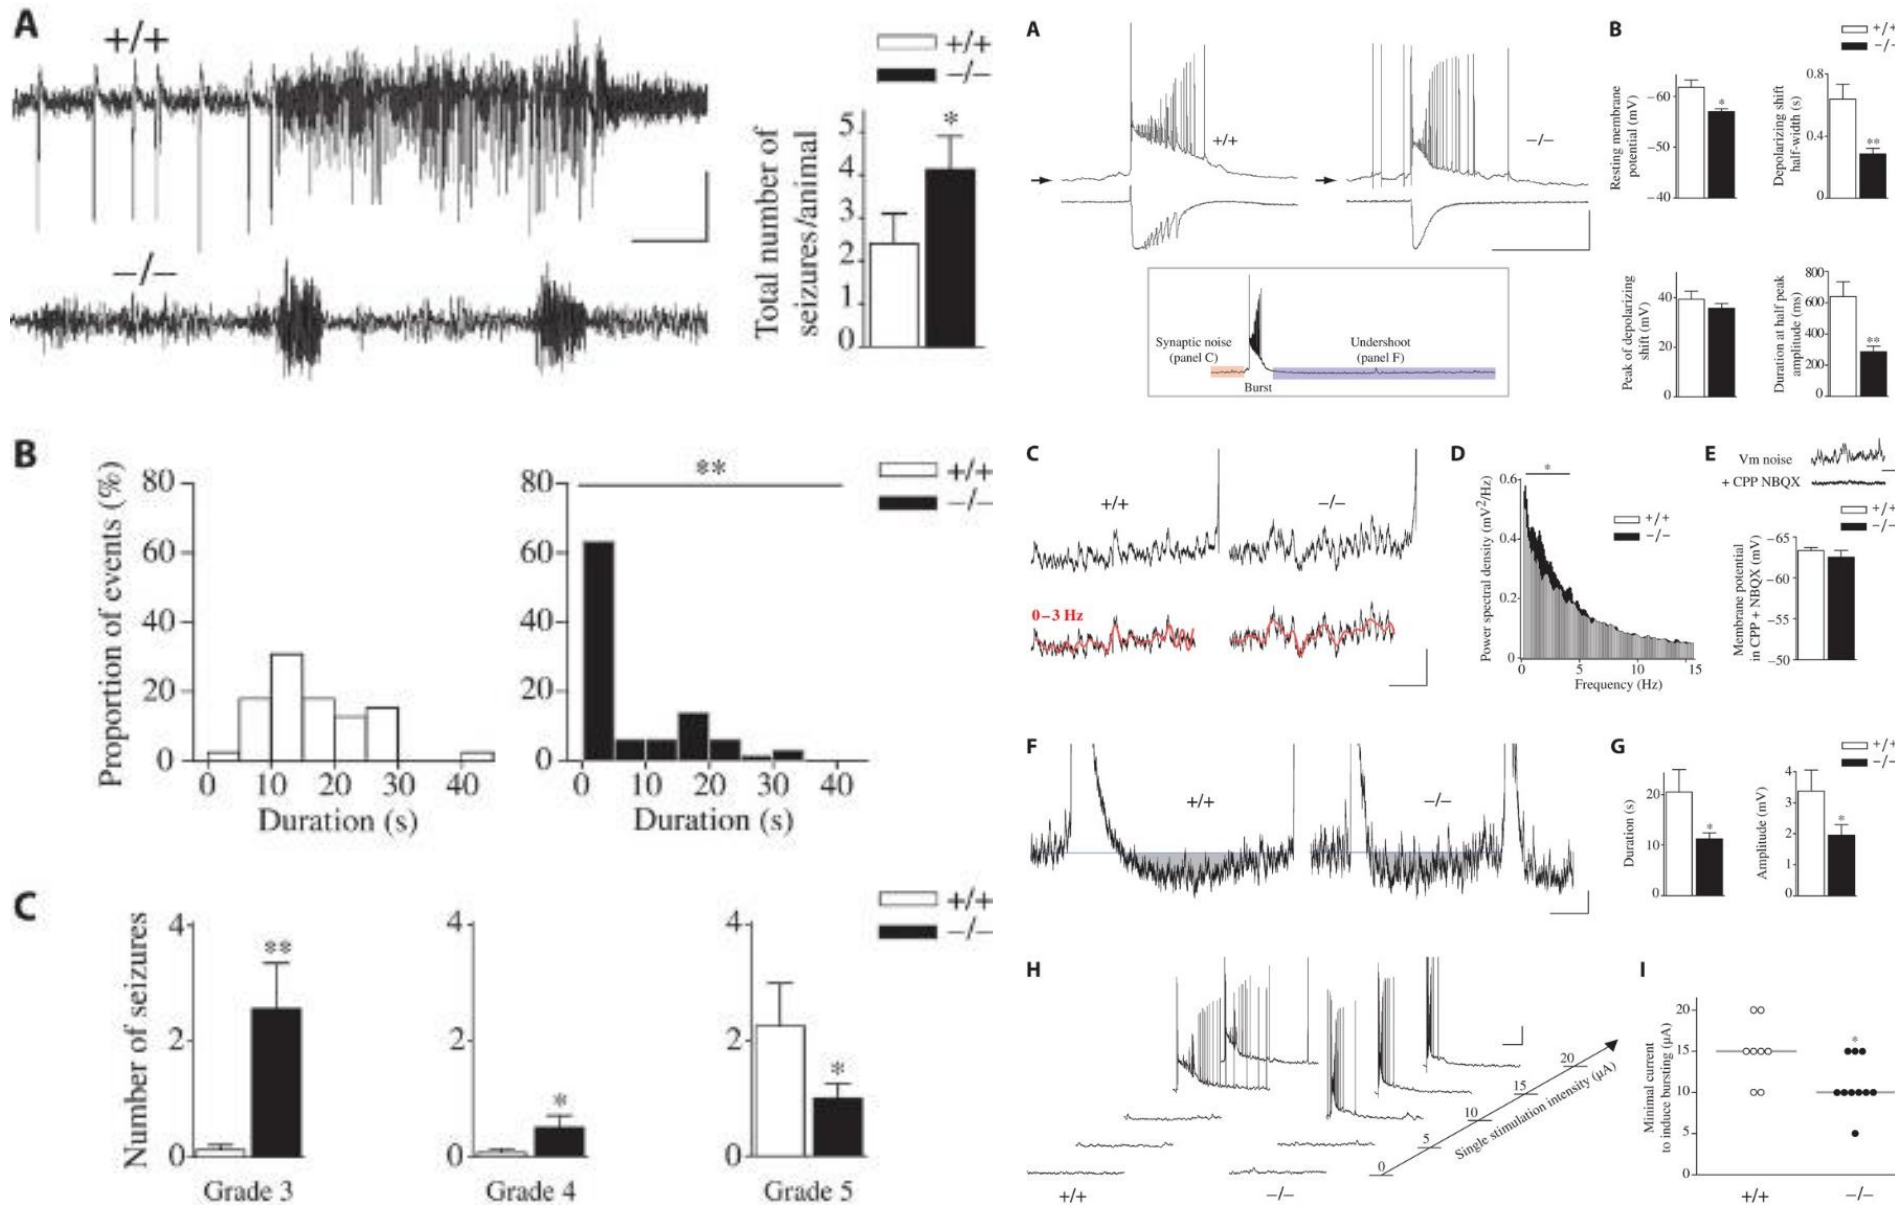 A
+/+
−/−
+/+
−/−
Total number of
seizures/animal
5
4
3
2
1
0
*
B
Proportion of events (%)
80
60
40
20
0
0 10 20 30 40
Duration (s)
80
60
40
20
0
**
0 10 20 30 40
Duration (s)
+/+
−/−
C
Number of seizures
4
2
0
**
Grade 3
4
2
0
*
Grade 4
4
2
0
*
Grade 5
+/+
−/−
A
+/+
−/−
Synaptic noise
(panel C)
Burst
Undershoot
(panel F)
B
+/+
−/−
Resting membrane
potential (mV)
−60
−50
−40
*
Depolarizing shift
half-width (s)
0.8
0.4
0
**
Peak of depolarizing
shift (mV)
40
20
0
Duration at half peak
amplitude (ms)
800
600
400
200
0
**
C
+/+
−/−
0−3 Hz
D
Power spectral density (mV²/Hz)
0.6
0.4
0.2
0
*
+/+
−/−
0 5 10 15
Frequency (Hz)
E
Vm noise
+ CPP NBQX
+/+
−/−
Membrane potential
in CPP + NBQX (mV)
−65
−60
−55
−50
F
+/+
−/−
G
+/+
−/−
Duration (s)
20
10
0
*
Amplitude (mV)
4
3
2
1
0
*
H
+/+
−/−
0 5 10 15 20
Single stimulation intensity (μA)
I
Minimal current
to induce bursting (μA)
20
15
10
5
0
*
+/+ −/−